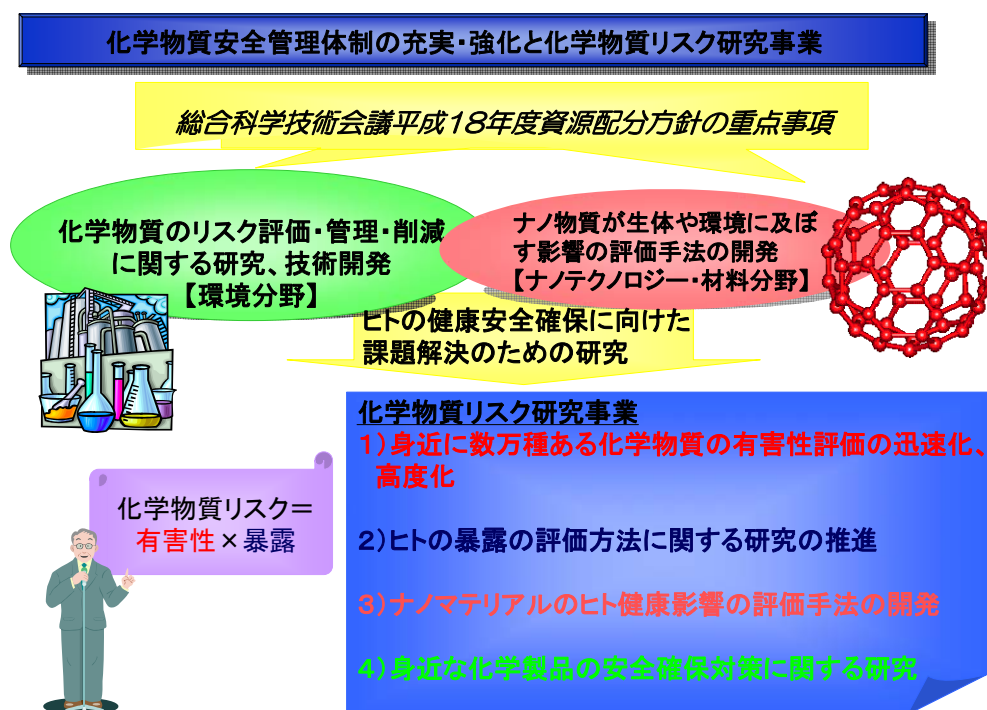 化学物質安全管理体制の充実・強化と化学物質リスク研究事業
総合科学技術会議平成18年度資源配分方針の重点事項
化学物質のリスク評価・管理・削減
に関する研究、技術開発
【環境分野】
ナノ物質が生体や環境に及ぼ
す影響の評価手法の開発
【ナノテクノロジー・材料分野】
ヒトの健康安全確保に向けた
課題解決のための研究
化学物質リスク研究事業
1)身近に数万種ある化学物質の有害性評価の迅速化、
高度化
2)ヒトの暴露の評価方法に関する研究の推進
3)ナノマテリアルのヒト健康影響の評価手法の開発
4)身近な化学製品の安全確保対策に関する研究
化学物質リスク＝
有害性×暴露